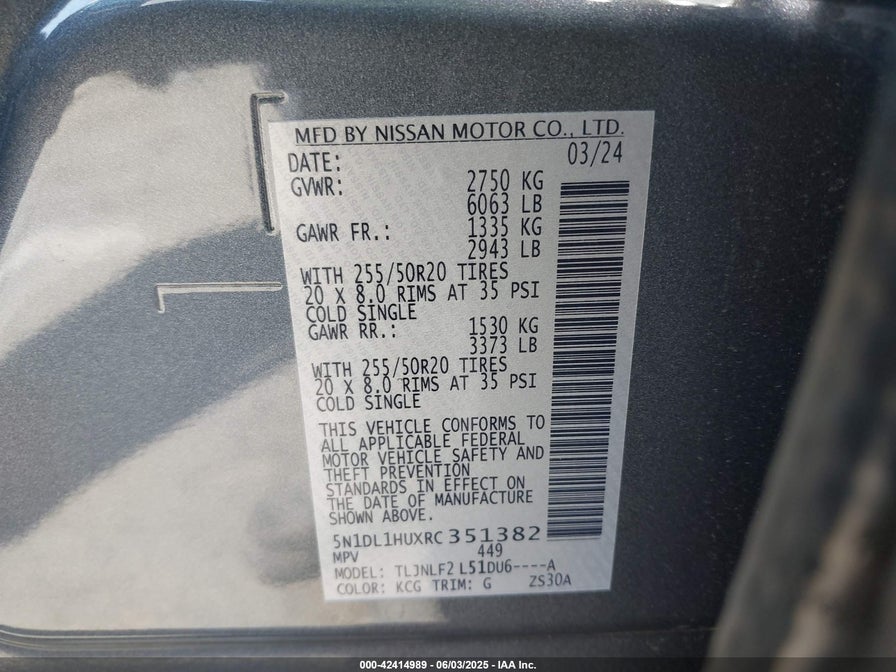 MFD BY NISSAN MOTOR CO., LTD.
DATE: 03/24
GVWR: 2750 KG
6063 LB
GAWR FR.: 1335 KG
2943 LB
WITH 255/50R20 TIRES
20 X 8.0 RIMS AT 35 PSI
COLD SINGLE
GAWR RR.: 1530 KG
3373 LB
WITH 255/50R20 TIRES
20 X 8.0 RIMS AT 35 PSI
COLD SINGLE
THIS VEHICLE CONFORMS TO
ALL APPLICABLE FEDERAL
MOTOR VEHICLE SAFETY AND
THEFT PREVENTION
STANDARDS IN EFFECT ON
THE DATE OF MANUFACTURE
SHOWN ABOVE.
5N1DL1HUXRC351382
MPV 449
MODEL: TLJNLF2 L51DU6----A
COLOR: KCG TRIM: G ZS30A
000-42414989 - 06/03/2025 - IAA Inc.